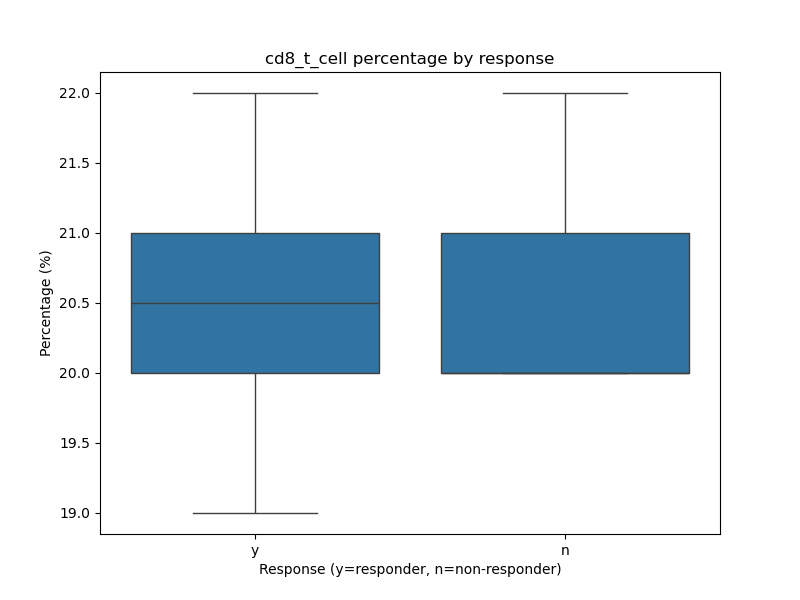 cd8_t_cell percentage by response
22.0
21.5
21.0
20.5
20.0
19.5
19.0
Percentage (%)
y
n
Response (y=responder, n=non-responder)